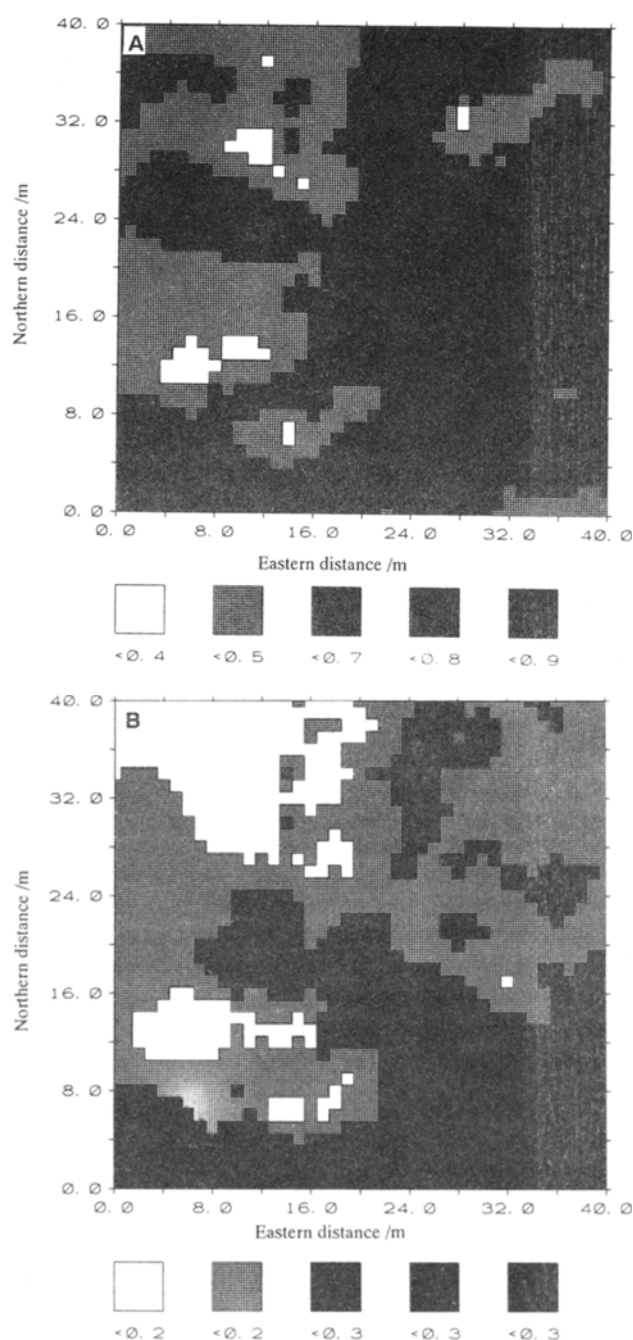 40. 0
A
32. 0
24. 0
16. 0
8. 0
0. 0
Northern distance /m
0. 0 8. 0 16. 0 24. 0 32. 0 40. 0
Eastern distance /m
<0. 4 <0. 5 <0. 7 <0. 8 <0. 9
40. 0
B
32. 0
24. 0
16. 0
8. 0
0. 0
Northern distance /m
0. 0 8. 0 16. 0 24. 0 32. 0 40. 0
Eastern distance /m
<0. 2 <0. 2 <0. 3 <0. 3 <0. 3